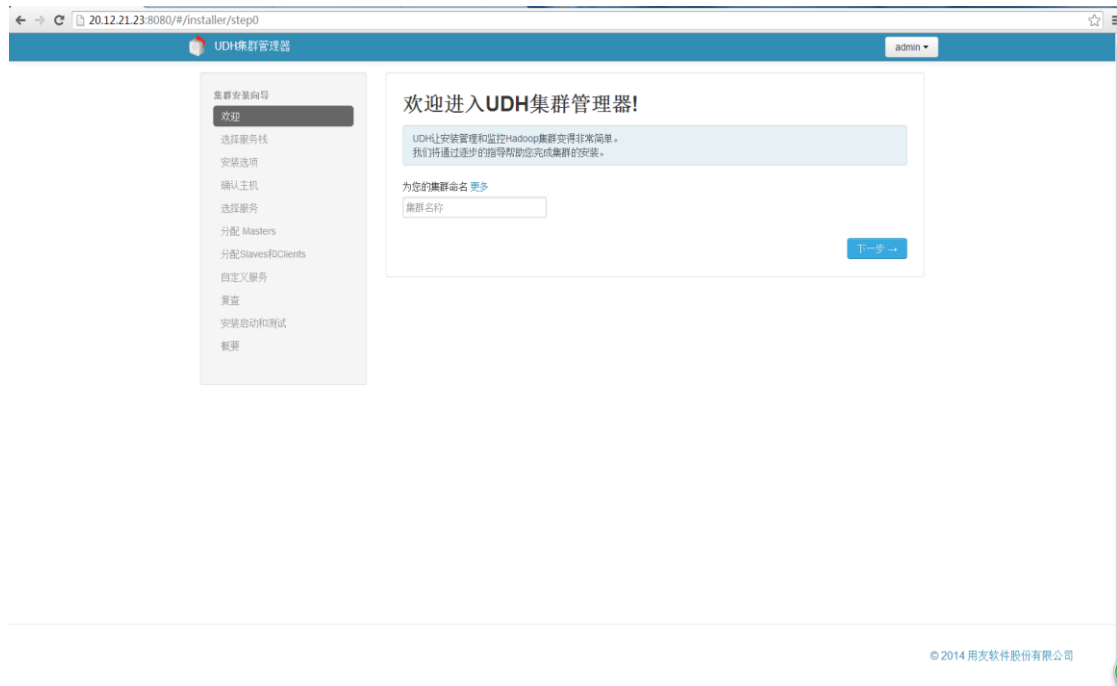 20.12.21.23:8080/#/installer/step0
UDH集群管理器
admin
集群安装向导
欢迎
选择服务栈
安装选项
确认主机
选择服务
分配 Masters
分配Slaves和Clients
自定义服务
复查
安装启动和测试
概要
欢迎进入UDH集群管理器!
UDH让安装管理和监控Hadoop集群变得非常简单。
我们将通过逐步的指导帮助您完成集群的安装。
为您的集群命名 更多
集群名称
下一步 →
© 2014 用友软件股份有限公司